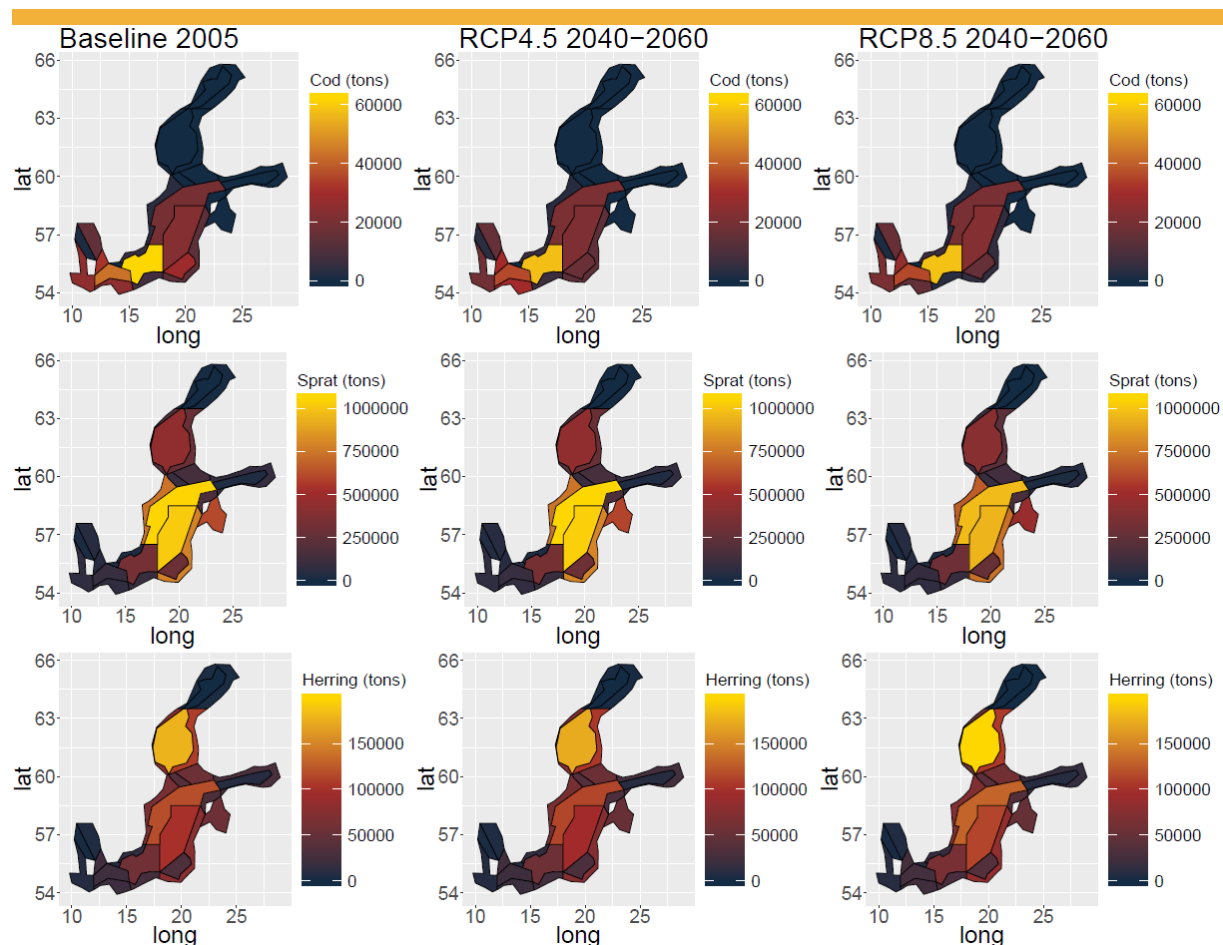 Baseline 2005
RCP4.5 2040−2060
RCP8.5 2040−2060
66
63
60
57
54
lat
10 15 20 25
long
Cod (tons)
60000
40000
20000
0
66
63
60
57
54
lat
10 15 20 25
long
Cod (tons)
60000
40000
20000
0
66
63
60
57
54
lat
10 15 20 25
long
Cod (tons)
60000
40000
20000
0
66
63
60
57
54
lat
10 15 20 25
long
Sprat (tons)
1000000
750000
500000
250000
0
66
63
60
57
54
lat
10 15 20 25
long
Sprat (tons)
1000000
750000
500000
250000
0
66
63
60
57
54
lat
10 15 20 25
long
Sprat (tons)
1000000
750000
500000
250000
0
66
63
60
57
54
lat
10 15 20 25
long
Herring (tons)
150000
100000
50000
0
66
63
60
57
54
lat
10 15 20 25
long
Herring (tons)
150000
100000
50000
0
66
63
60
57
54
lat
10 15 20 25
long
Herring (tons)
150000
100000
50000
0